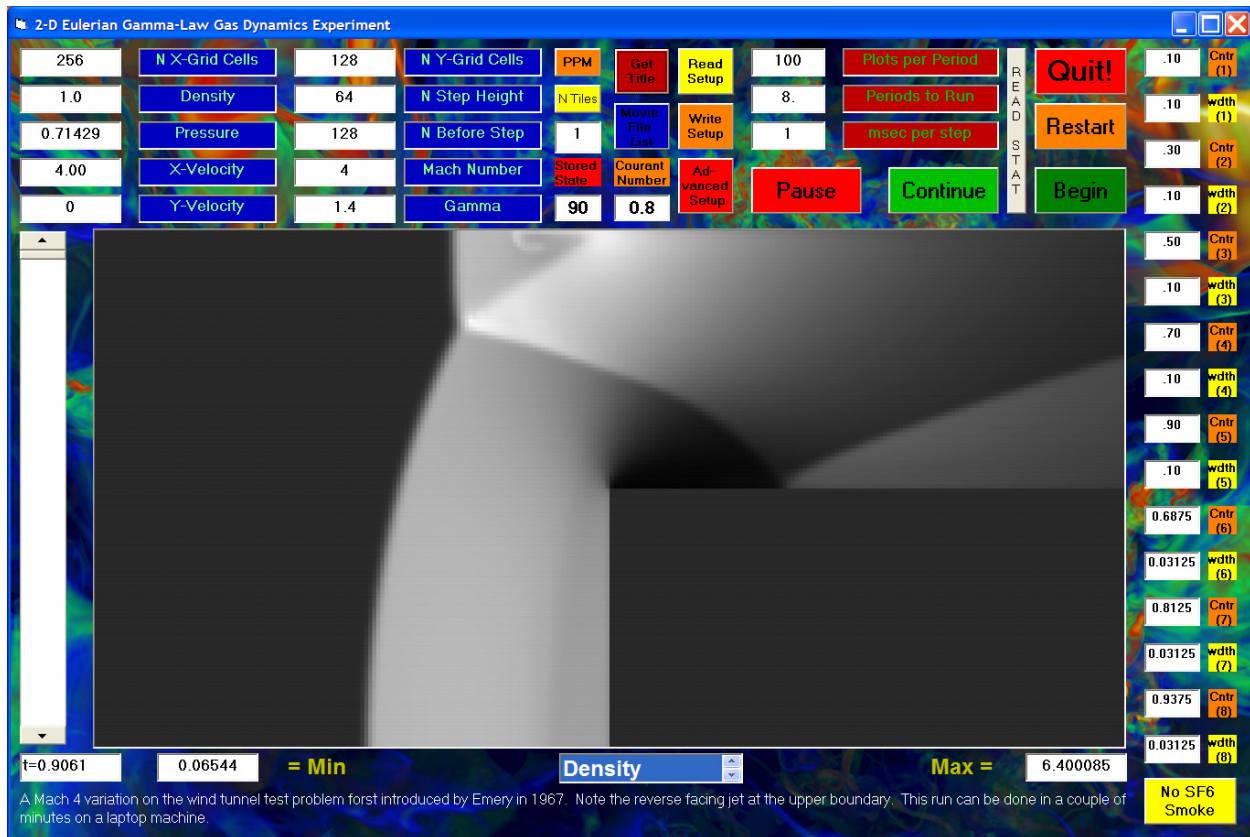 2-D Eulerian Gamma-Law Gas Dynamics Experiment
256 N X-Grid Cells 128 N Y-Grid Cells PPM Get Title Read Setup 100 Plots per Period Quit! .10 Cntr (1)
1.0 Density 64 N Step Height N Tiles 8. Periods to Run .10 wdth (1)
0.71429 Pressure 128 N Before Step 1 Movie File List Write Setup 1 msec per step Restart .30 Cntr (2)
4.00 X-Velocity 4 Mach Number Stored State Courant Number Ad-vanced Setup Pause Continue READ STAT Begin .10 wdth (2)
0 Y-Velocity 1.4 Gamma 90 0.8
.50 Cntr (3)
.10 wdth (3)
.70 Cntr (4)
.10 wdth (4)
.90 Cntr (5)
.10 wdth (5)
0.6875 Cntr (6)
0.03125 wdth (6)
0.8125 Cntr (7)
0.03125 wdth (7)
0.9375 Cntr (8)
0.03125 wdth (8)
t=0.9061 0.06544 = Min Density Max = 6.400085
No SF6 Smoke
A Mach 4 variation on the wind tunnel test problem forst introduced by Emery in 1967.  Note the reverse facing jet at the upper boundary.  This run can be done in a couple of
minutes on a laptop machine.